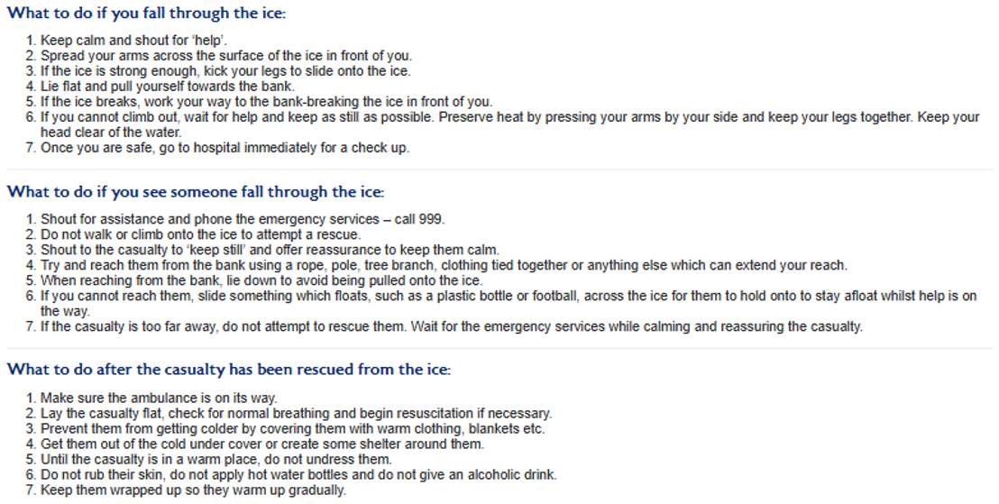 What to do if you fall through the ice:
1. Keep calm and shout for ‘help’.
2. Spread your arms across the surface of the ice in front of you.
3. If the ice is strong enough, kick your legs to slide onto the ice.
4. Lie flat and pull yourself towards the bank.
5. If the ice breaks, work your way to the bank-breaking the ice in front of you.
6. If you cannot climb out, wait for help and keep as still as possible. Preserve heat by pressing your arms by your side and keep your legs together. Keep your
head clear of the water.
7. Once you are safe, go to hospital immediately for a check up.
What to do if you see someone fall through the ice:
1. Shout for assistance and phone the emergency services – call 999.
2. Do not walk or climb onto the ice to attempt a rescue.
3. Shout to the casualty to ‘keep still’ and offer reassurance to keep them calm.
4. Try and reach them from the bank using a rope, pole, tree branch, clothing tied together or anything else which can extend your reach.
5. When reaching from the bank, lie down to avoid being pulled onto the ice.
6. If you cannot reach them, slide something which floats, such as a plastic bottle or football, across the ice for them to hold onto to stay afloat whilst help is on
the way.
7. If the casualty is too far away, do not attempt to rescue them. Wait for the emergency services while calming and reassuring the casualty.
What to do after the casualty has been rescued from the ice:
1. Make sure the ambulance is on its way.
2. Lay the casualty flat, check for normal breathing and begin resuscitation if necessary.
3. Prevent them from getting colder by covering them with warm clothing, blankets etc.
4. Get them out of the cold under cover or create some shelter around them.
5. Until the casualty is in a warm place, do not undress them.
6. Do not rub their skin, do not apply hot water bottles and do not give an alcoholic drink.
7. Keep them wrapped up so they warm up gradually.